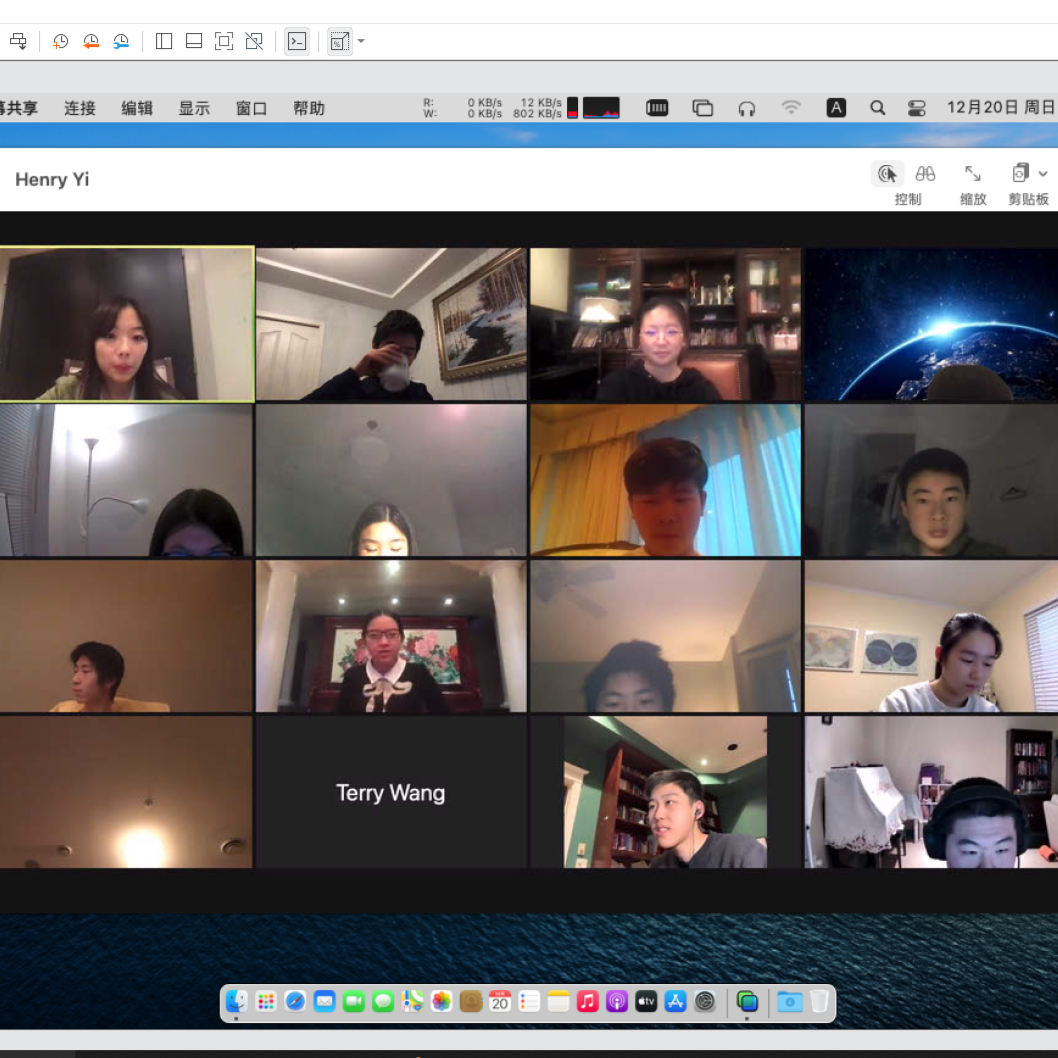 幕共享 连接 编辑 显示 窗口 帮助 R: 0 KB/s 12 KB/s A 12月20日 周日
W: 0 KB/s 802 KB/s
Henry Yi
控制 缩放 剪贴板
Terry Wang
20
tv